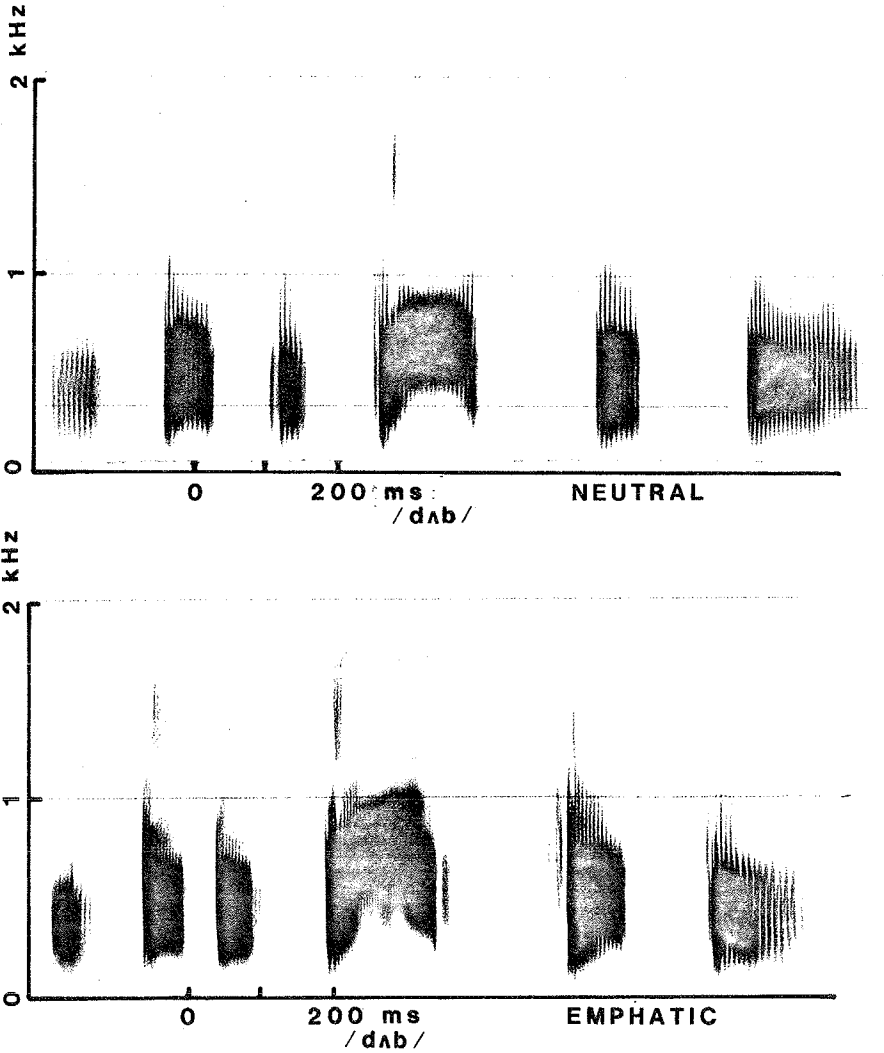 kHz
2
1
0
0 200 ms NEUTRAL
/dʌb/
kHz
2
1
0
0 200 ms EMPHATIC
/dʌb/